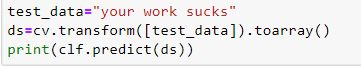 test_data="your work sucks"
ds=cv.transform([test_data]).toarray()
print(clf.predict(ds))